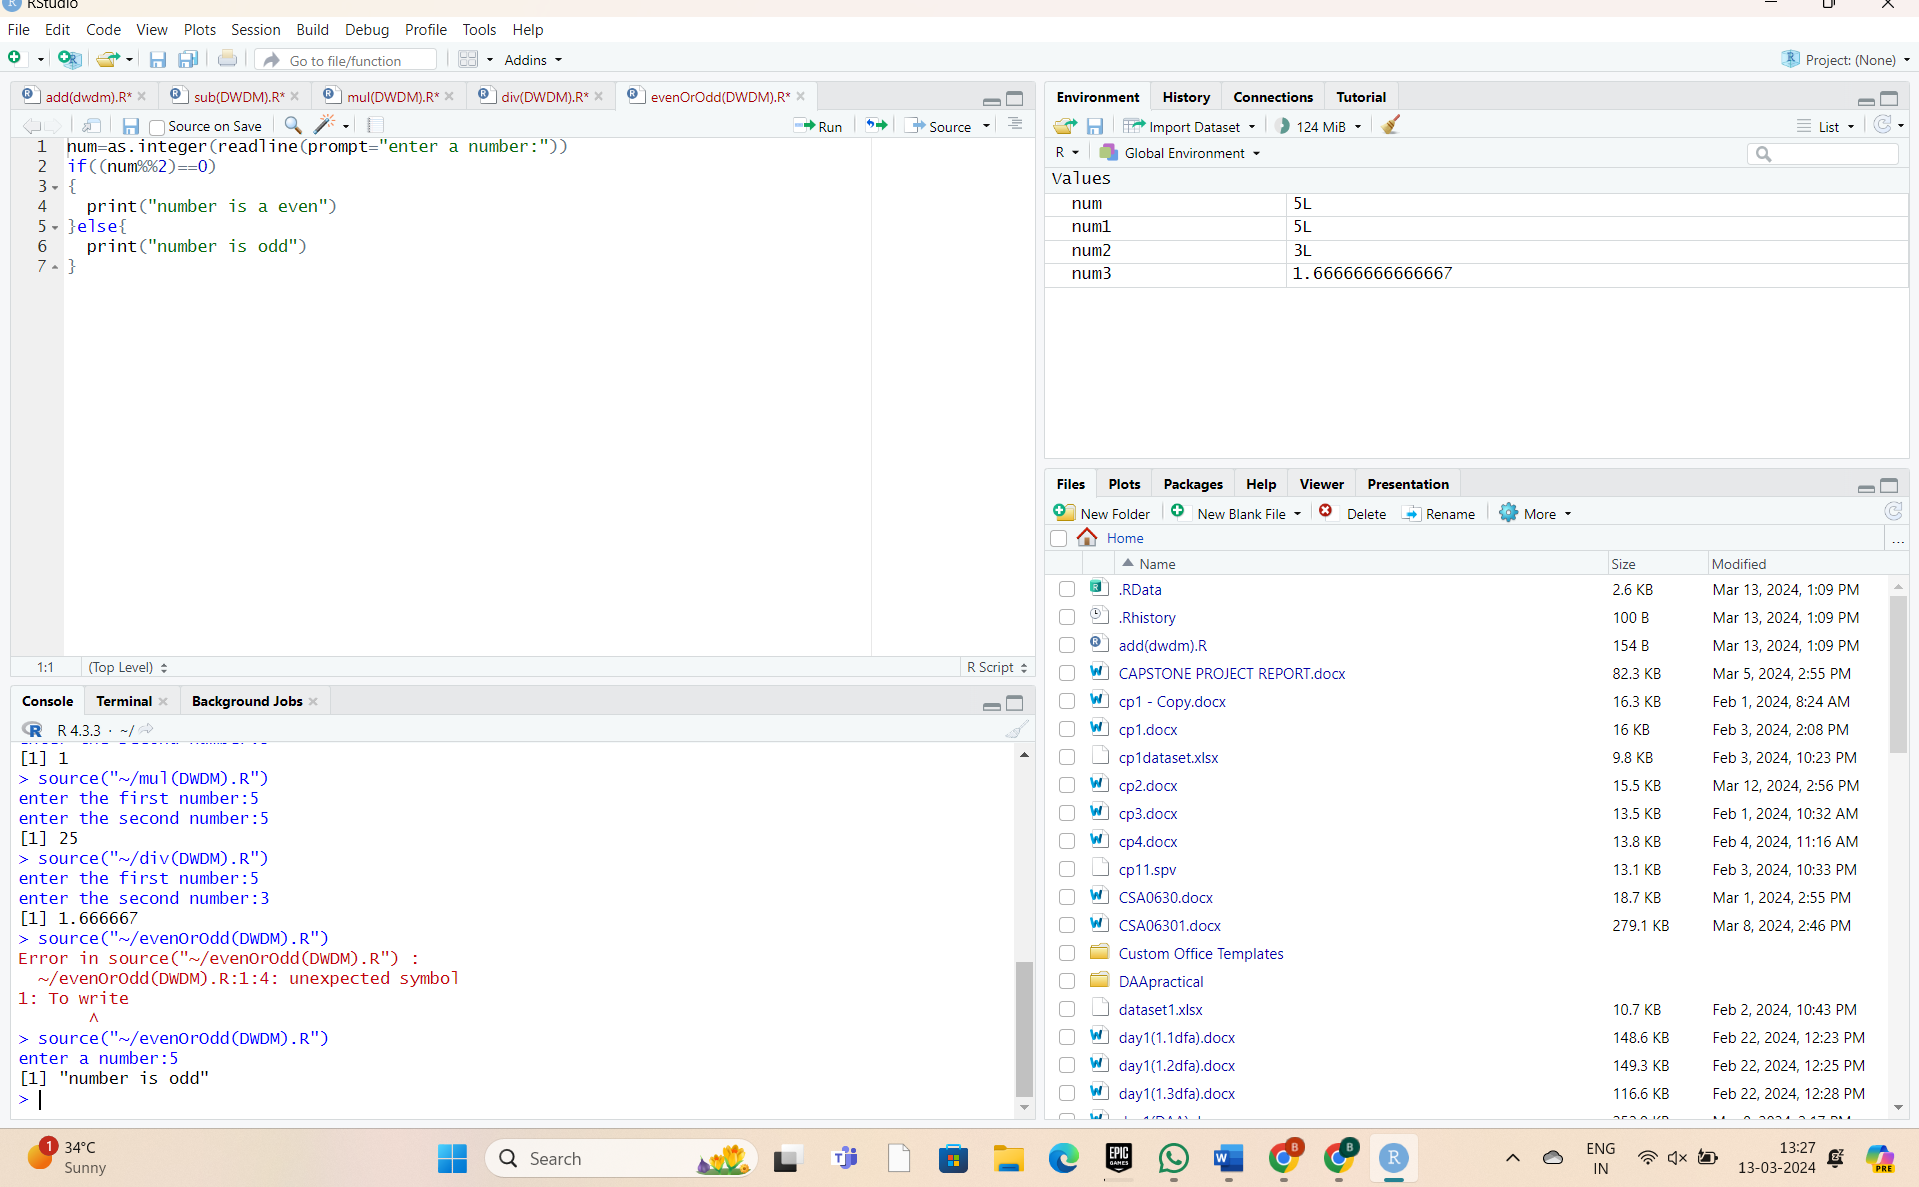 RStudio
File Edit Code View Plots Session Build Debug Profile Tools Help
Go to file/function Addins Project: (None)
add(dwdm).R* sub(DWDM).R* mul(DWDM).R* div(DWDM).R* evenOrOdd(DWDM).R*
Source on Save Run Source
1 num=as.integer(readline(prompt="enter a number:"))
2 if((num%%2)==0)
3 {
4 print("number is a even")
5 }else{
6 print("number is odd")
7 }
1:1 (Top Level) R Script
Console Terminal Background Jobs
R 4.3.3 · ~/
[1] 1
> source("~/mul(DWDM).R")
enter the first number:5
enter the second number:5
[1] 25
> source("~/div(DWDM).R")
enter the first number:5
enter the second number:3
[1] 1.666667
> source("~/evenOrOdd(DWDM).R")
Error in source("~/evenOrOdd(DWDM).R") :
~/evenOrOdd(DWDM).R:1:4: unexpected symbol
1: To write
^
> source("~/evenOrOdd(DWDM).R")
enter a number:5
[1] "number is odd"
>
Environment History Connections Tutorial
Import Dataset 124 MiB List
R Global Environment
Values
num 5L
num1 5L
num2 3L
num3 1.66666666666667
Files Plots Packages Help Viewer Presentation
New Folder New Blank File Delete Rename More
Home ...
Name Size Modified
.RData 2.6 KB Mar 13, 2024, 1:09 PM
.Rhistory 100 B Mar 13, 2024, 1:09 PM
add(dwdm).R 154 B Mar 13, 2024, 1:09 PM
CAPSTONE PROJECT REPORT.docx 82.3 KB Mar 5, 2024, 2:55 PM
cp1 - Copy.docx 16.3 KB Feb 1, 2024, 8:24 AM
cp1.docx 16 KB Feb 3, 2024, 2:08 PM
cp1dataset.xlsx 9.8 KB Feb 3, 2024, 10:23 PM
cp2.docx 15.5 KB Mar 12, 2024, 2:56 PM
cp3.docx 13.5 KB Feb 1, 2024, 10:32 AM
cp4.docx 13.8 KB Feb 4, 2024, 11:16 AM
cp11.spv 13.1 KB Feb 3, 2024, 10:33 PM
CSA0630.docx 18.7 KB Mar 1, 2024, 2:55 PM
CSA06301.docx 279.1 KB Mar 8, 2024, 2:46 PM
Custom Office Templates
DAApractical
dataset1.xlsx 10.7 KB Feb 2, 2024, 10:43 PM
day1(1.1dfa).docx 148.6 KB Feb 22, 2024, 12:23 PM
day1(1.2dfa).docx 149.3 KB Feb 22, 2024, 12:25 PM
day1(1.3dfa).docx 116.6 KB Feb 22, 2024, 12:28 PM
1 34°C
Sunny
Search
EPIC GAMES
B B
ENG
IN
13:27
13-03-2024
PRE